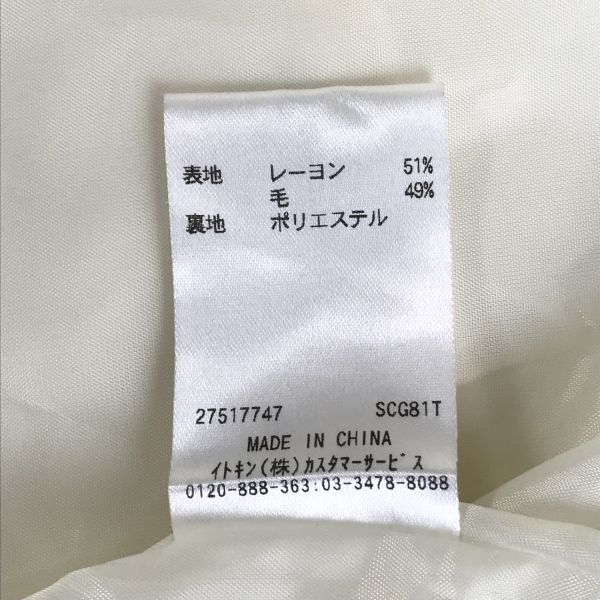 表地 レーヨン 51%
毛 49%
裏地 ポリエステル
27517747 SCG81T
MADE IN CHINA
イトキン(株)カスタマーサービス
0120-888-363:03-3478-8088